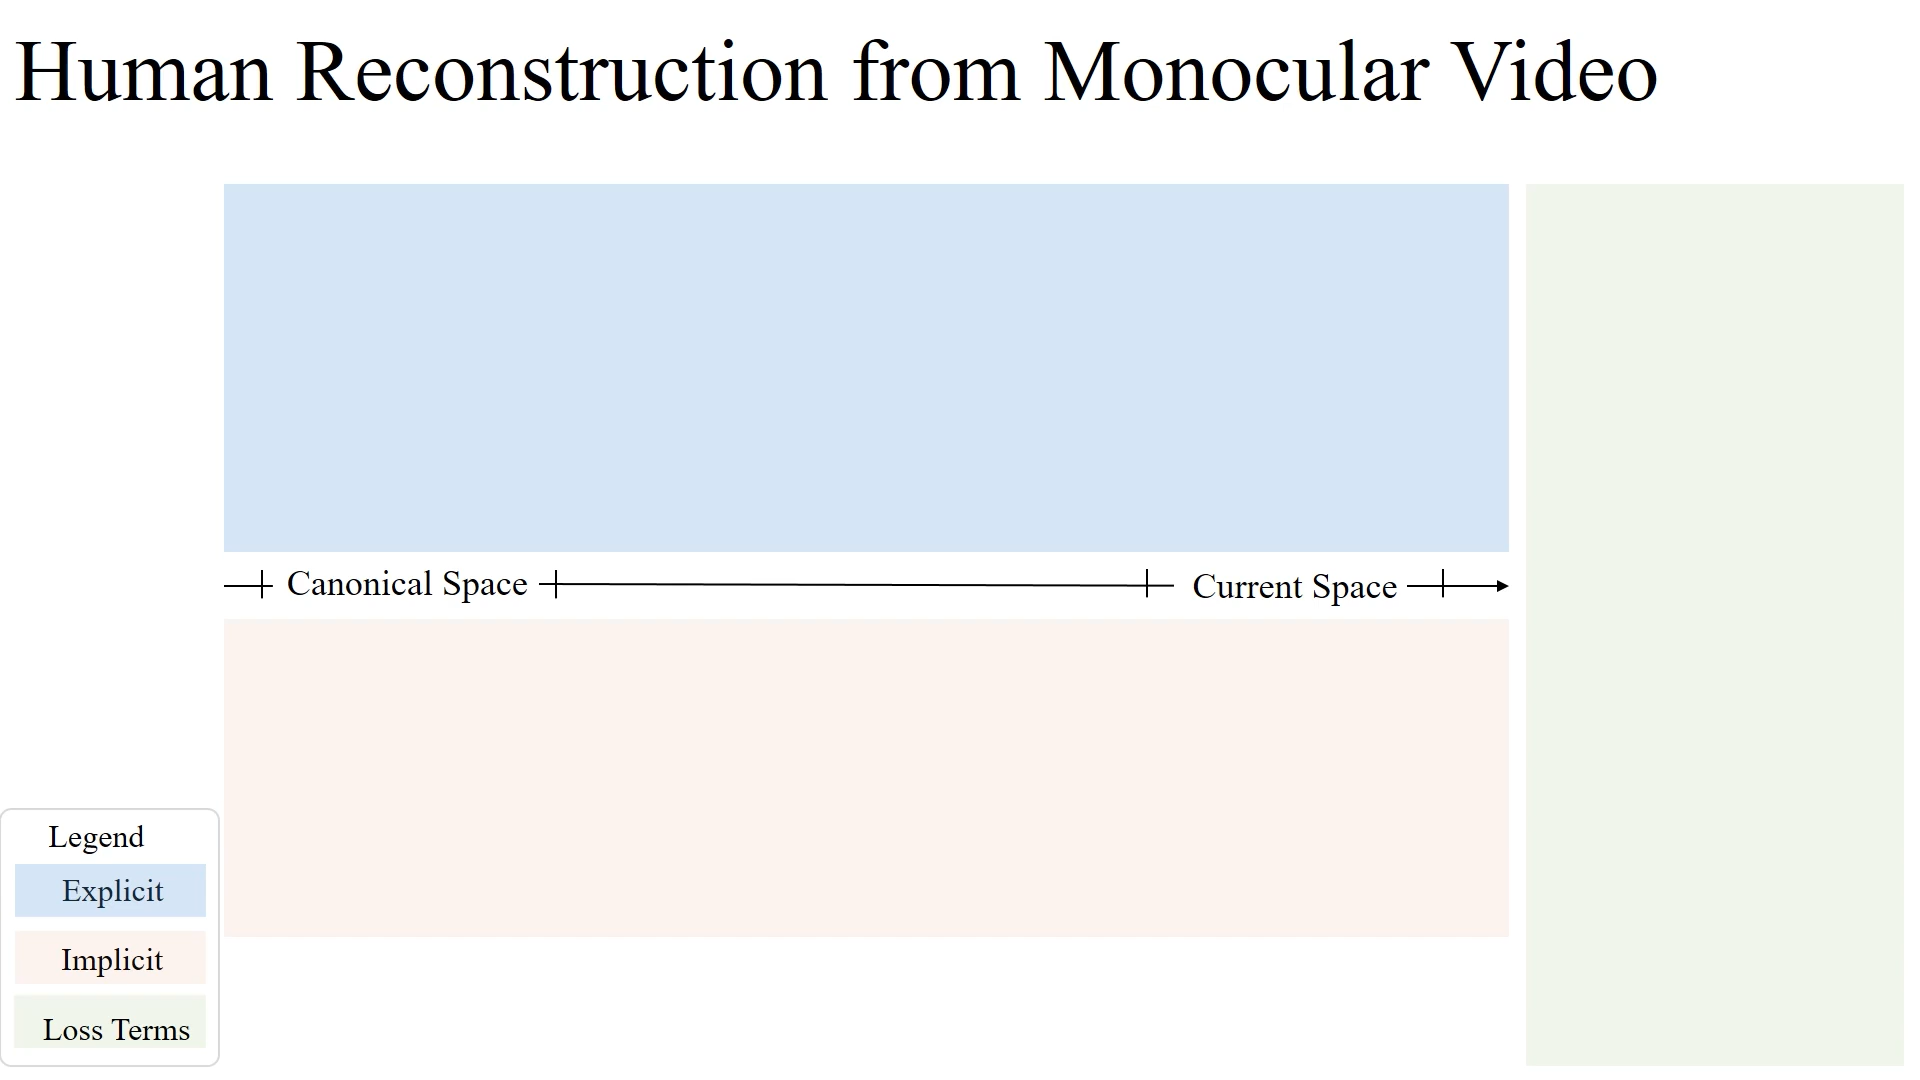 Human Reconstruction from Monocular Video
Canonical Space
Current Space
Legend
Explicit
Implicit
Loss Terms